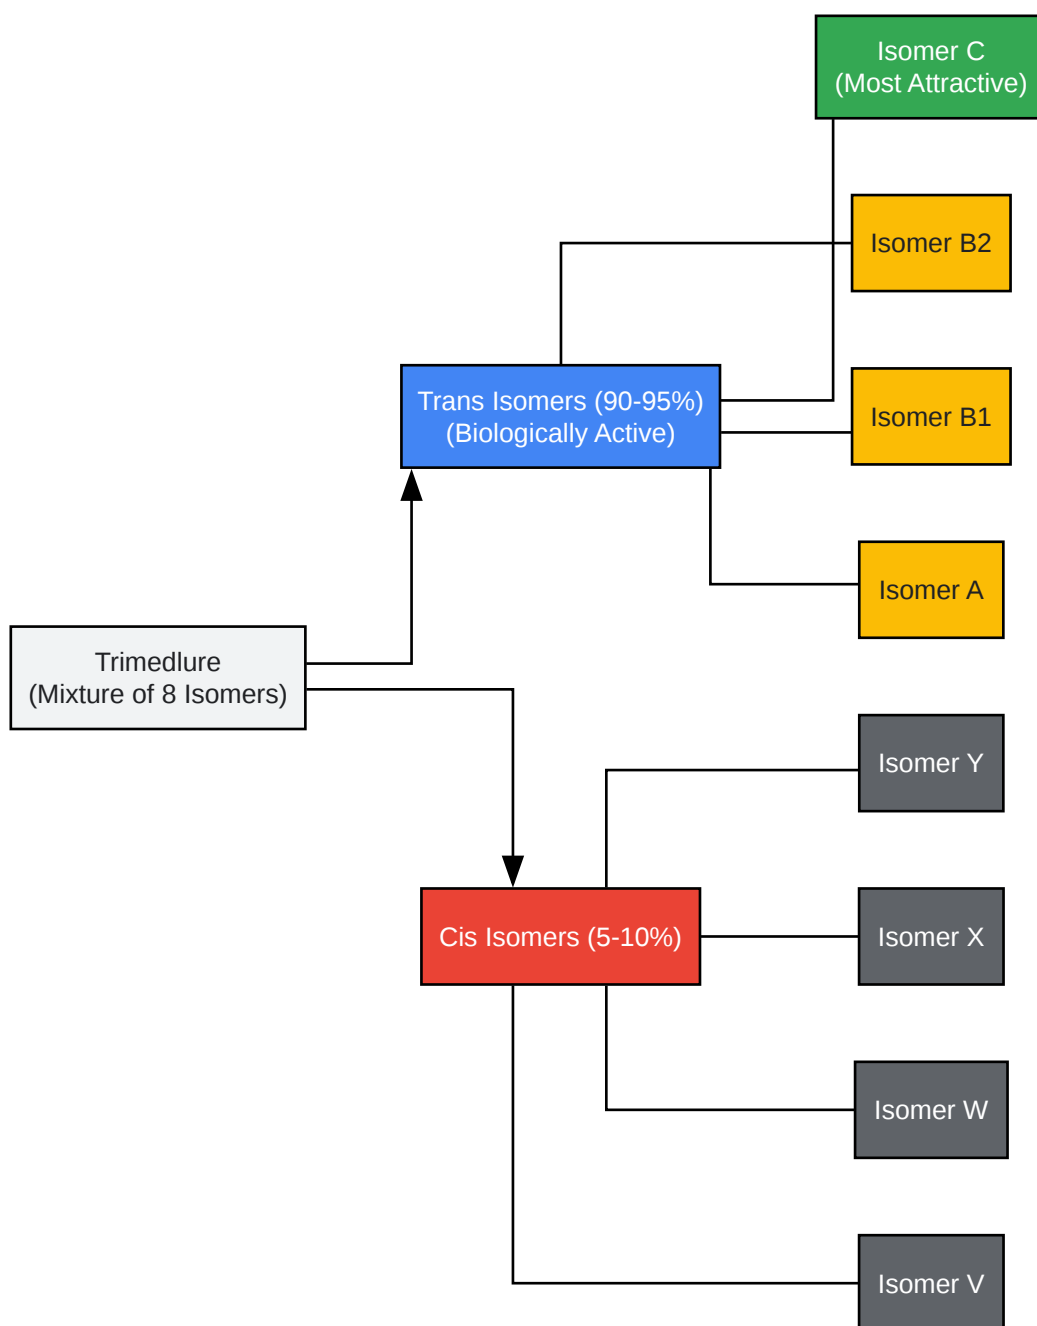 Isomer C
(Most Attractive)
Isomer B2
Trans Isomers (90-95%)
(Biologically Active)
Isomer B1
Isomer A
Trimedlure
(Mixture of 8 Isomers)
Isomer Y
Cis Isomers (5-10%)
Isomer X
Isomer W
Isomer V